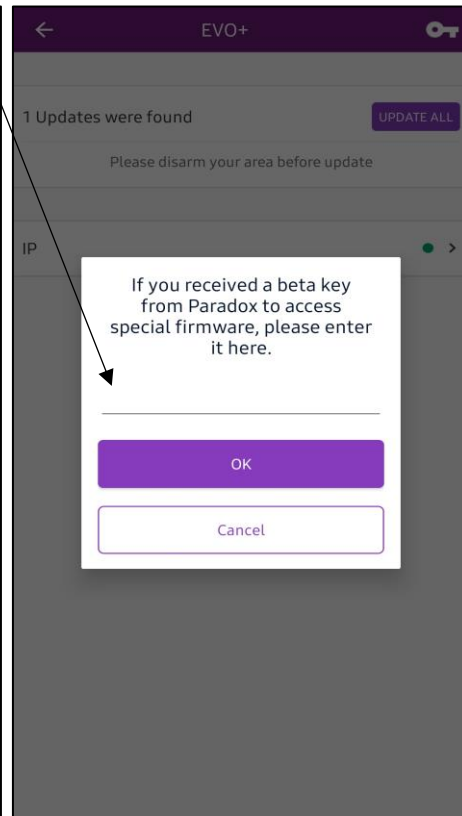 EVO+
1 Updates were found
UPDATE ALL
Please disarm your area before update
IP
If you received a beta key
from Paradox to access
special firmware, please enter
it here.
OK
Cancel